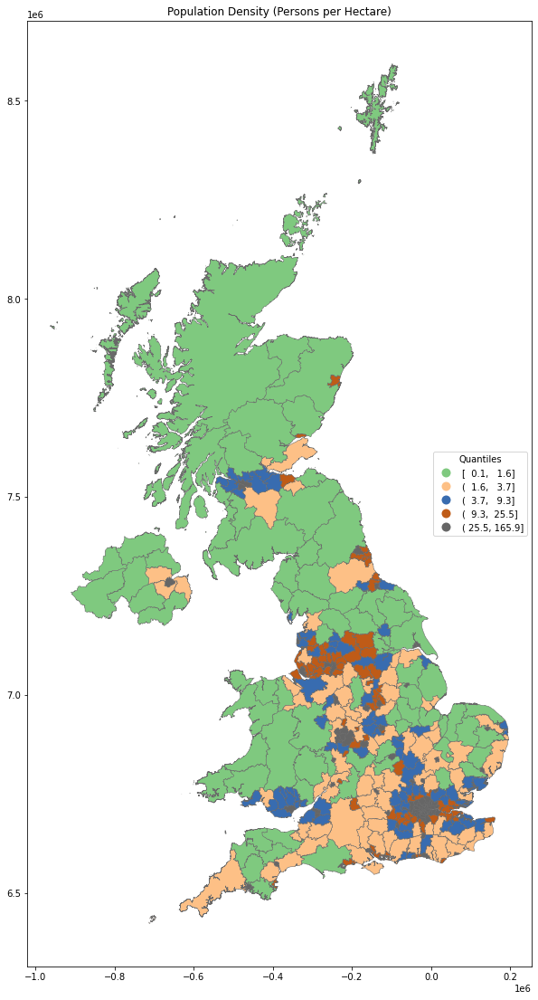 Population Density (Persons per Hectare)
1e6
8.5
8.0
7.5
7.0
6.5
Quantiles
[ 0.1, 1.6]
( 1.6, 3.7]
( 3.7, 9.3]
( 9.3, 25.5]
( 25.5, 165.9]
−1.0 −0.8 −0.6 −0.4 −0.2 0.0 0.2
1e6